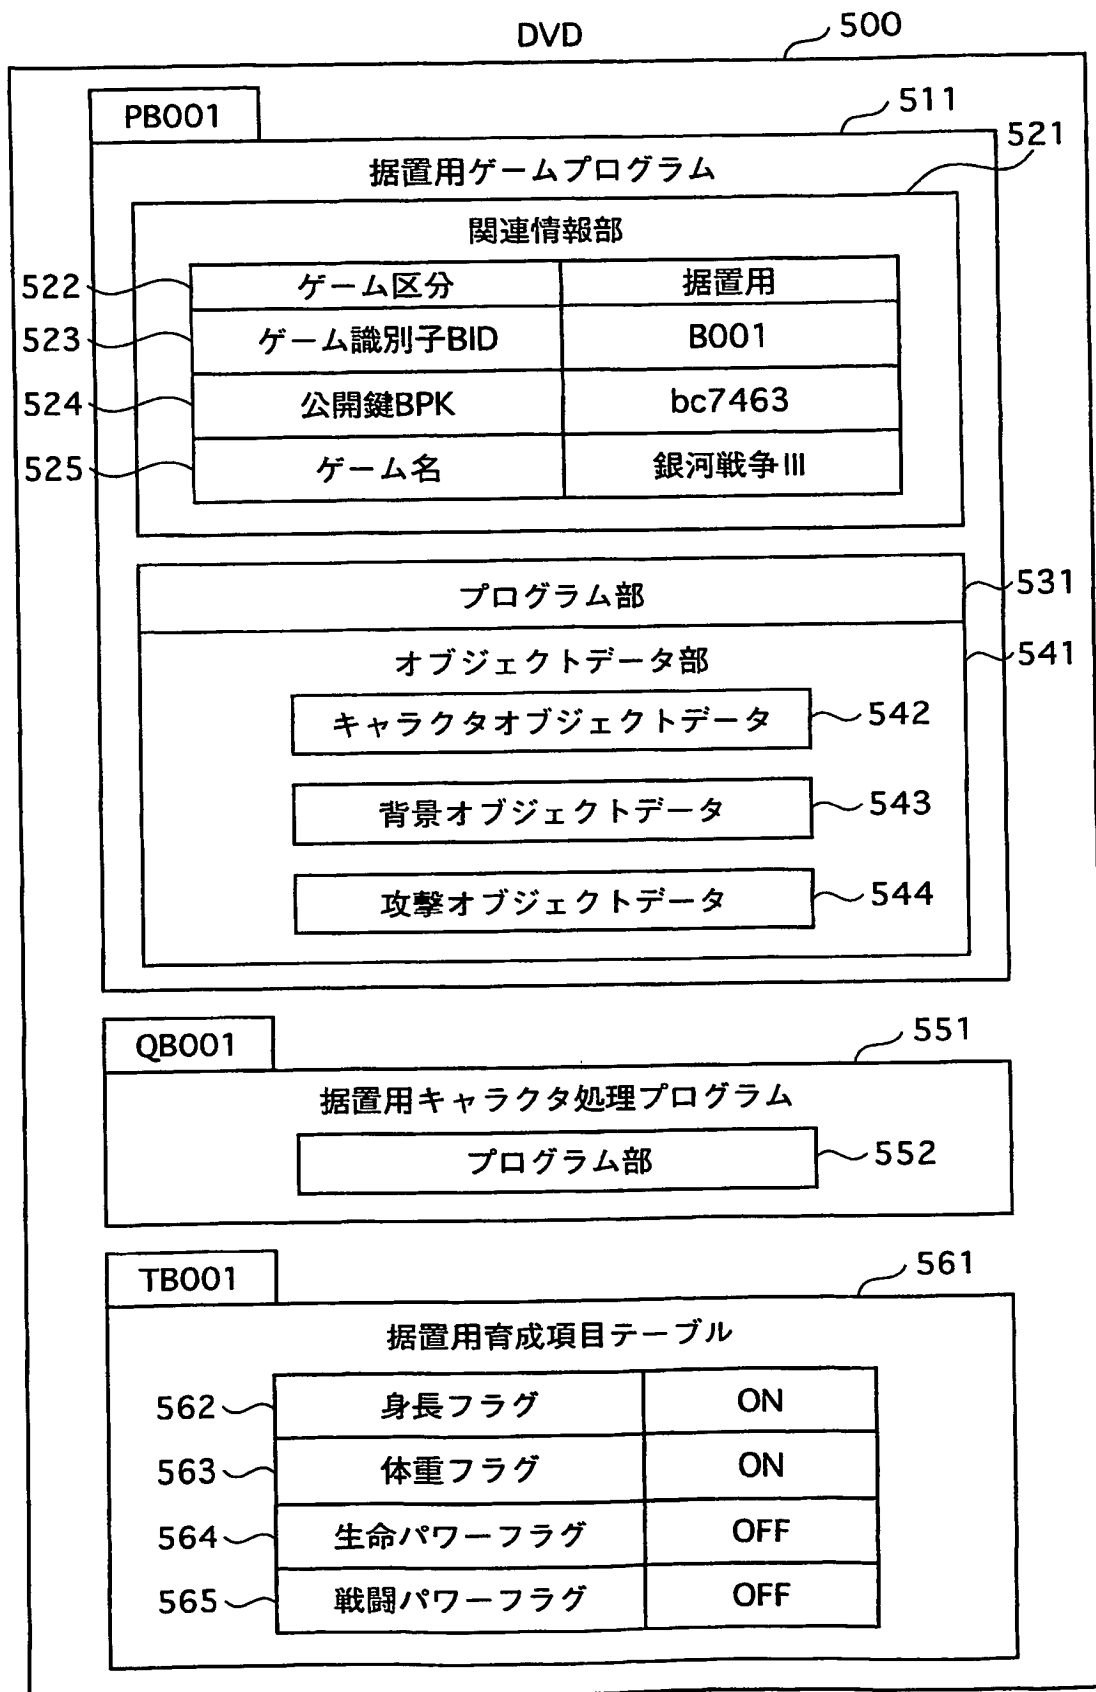 DVD
500
PB001
511
521
据置用ゲームプログラム
関連情報部
522
ゲーム区分
据置用
523
ゲーム識別子BID
B001
524
公開鍵BPK
bc7463
525
ゲーム名
銀河戦争III
プログラム部
531
オブジェクトデータ部
541
キャラクタオブジェクトデータ
542
背景オブジェクトデータ
543
攻撃オブジェクトデータ
544
QB001
551
据置用キャラクタ処理プログラム
プログラム部
552
TB001
561
据置用育成項目テーブル
562
身長フラグ
ON
563
体重フラグ
ON
564
生命パワーフラグ
OFF
565
戦闘パワーフラグ
OFF